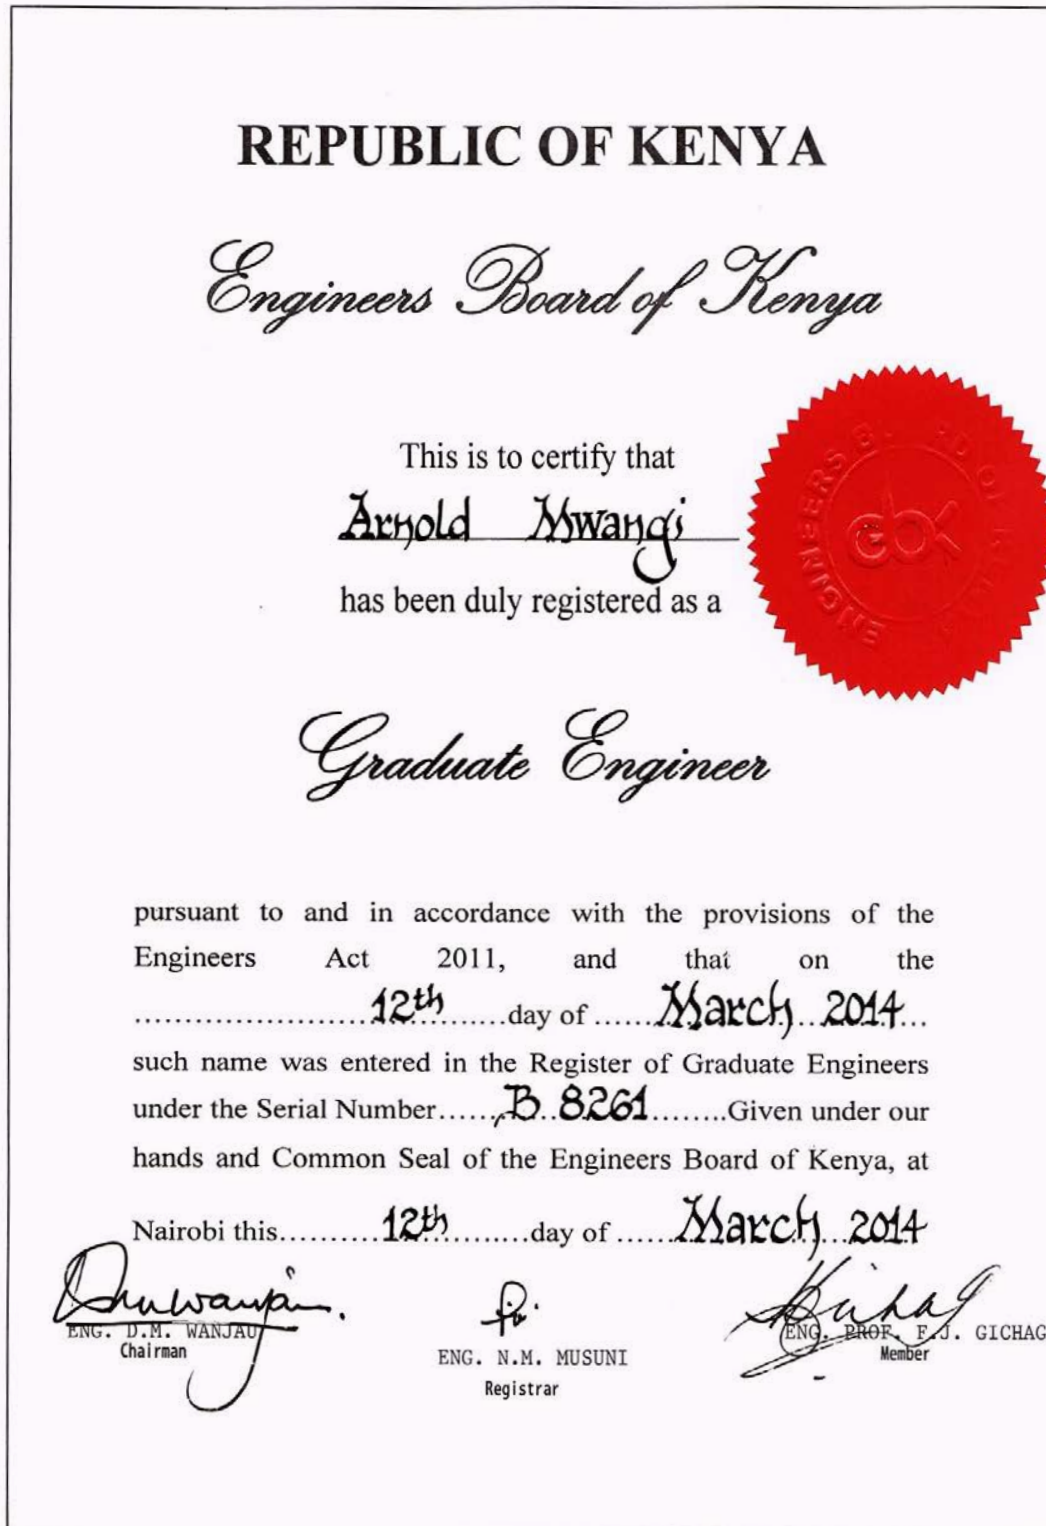 REPUBLIC OF KENYA
Engineers Board of Kenya
This is to certify that
Arnold Mwangi
has been duly registered as a
ENGINEERS
Graduate Engineer
pursuant to and in accordance with the provisions of the
Engineers Act 2011, and that on the
........................12th............day of ......March 2014...
such name was entered in the Register of Graduate Engineers
under the Serial Number......B 8261........Given under our
hands and Common Seal of the Engineers Board of Kenya, at
Nairobi this..........12th...........day of ......March 2014
ENG. D.M. WANJAU
Chairman
ENG. N.M. MUSUNI
Registrar
ENG. PROF. F.J. GICHAG
Member